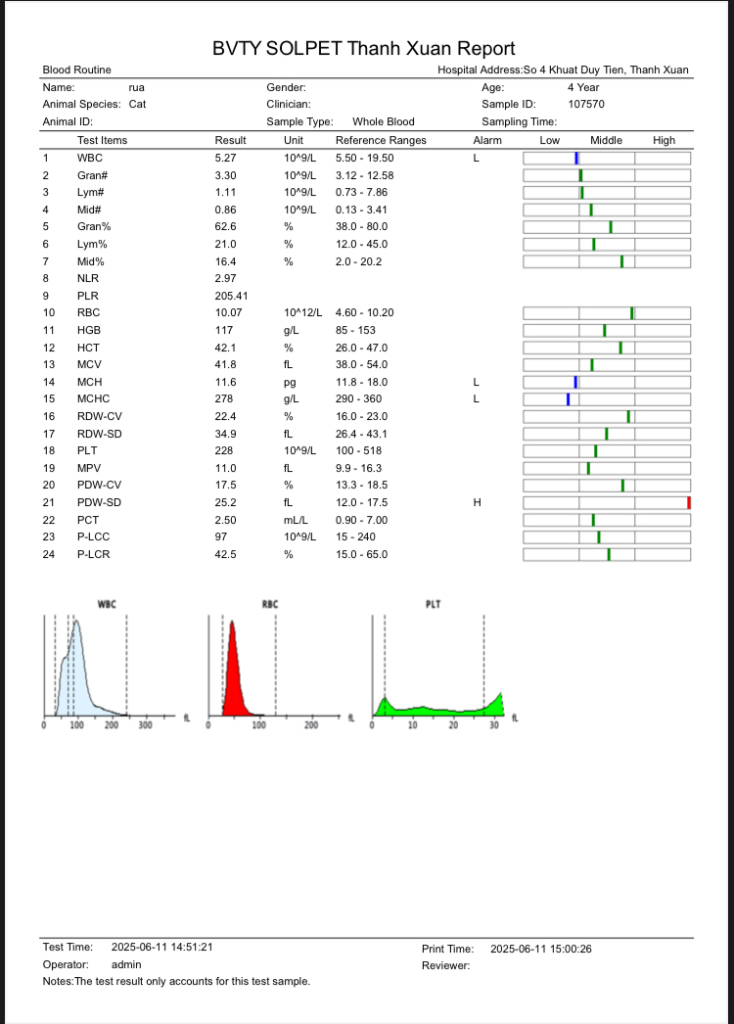 BVTY SOLPET Thanh Xuan Report
Blood Routine Hospital Address:So 4 Khuat Duy Tien, Thanh Xuan
Name: rua Gender: Age: 4 Year
Animal Species: Cat Clinician: Sample ID: 107570
Animal ID: Sample Type: Whole Blood Sampling Time:
Test Items Result Unit Reference Ranges Alarm Low Middle High
1 WBC 5.27 10^9/L 5.50 - 19.50 L
2 Gran# 3.30 10^9/L 3.12 - 12.58
3 Lym# 1.11 10^9/L 0.73 - 7.86
4 Mid# 0.86 10^9/L 0.13 - 3.41
5 Gran% 62.6 % 38.0 - 80.0
6 Lym% 21.0 % 12.0 - 45.0
7 Mid% 16.4 % 2.0 - 20.2
8 NLR 2.97
9 PLR 205.41
10 RBC 10.07 10^12/L 4.60 - 10.20
11 HGB 117 g/L 85 - 153
12 HCT 42.1 % 26.0 - 47.0
13 MCV 41.8 fL 38.0 - 54.0
14 MCH 11.6 pg 11.8 - 18.0 L
15 MCHC 278 g/L 290 - 360 L
16 RDW-CV 22.4 % 16.0 - 23.0
17 RDW-SD 34.9 fL 26.4 - 43.1
18 PLT 228 10^9/L 100 - 518
19 MPV 11.0 fL 9.9 - 16.3
20 PDW-CV 17.5 % 13.3 - 18.5
21 PDW-SD 25.2 fL 12.0 - 17.5 H
22 PCT 2.50 mL/L 0.90 - 7.00
23 P-LCC 97 10^9/L 15 - 240
24 P-LCR 42.5 % 15.0 - 65.0
WBC RBC PLT
0 100 200 300 fL 0 100 200 fL 0 10 20 30 fL
Test Time: 2025-06-11 14:51:21 Print Time: 2025-06-11 15:00:26
Operator: admin Reviewer:
Notes:The test result only accounts for this test sample.